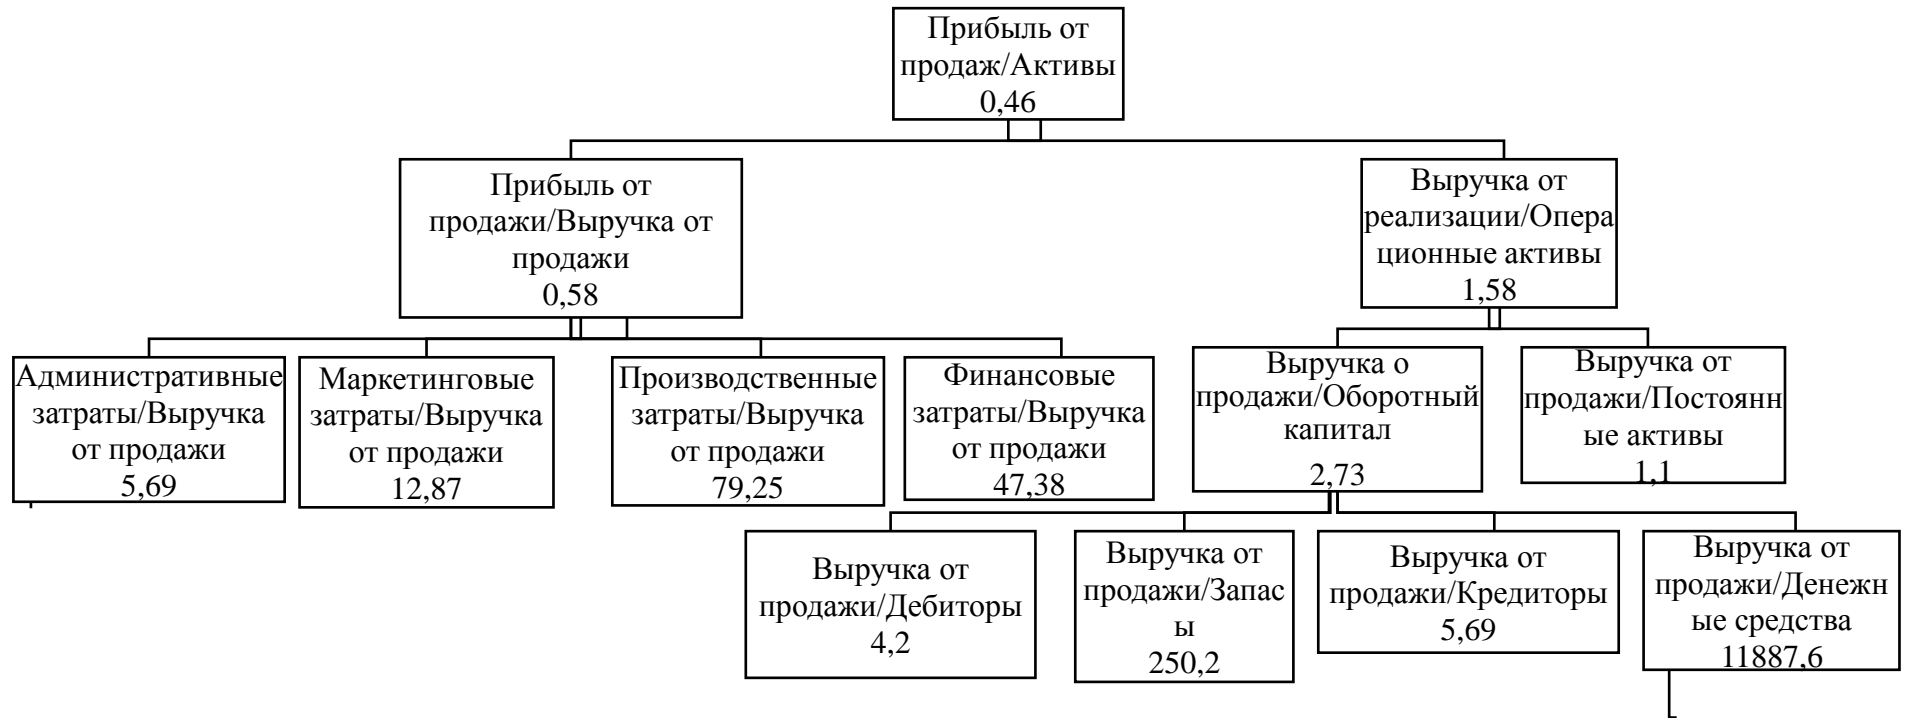 Прибыль от
продаж/Активы
0,46
Прибыль от
продажи/Выручка от
продажи
0,58
Выручка от
реализации/Опера
ционные активы
1,58
Административные
затраты/Выручка
от продажи
5,69
Маркетинговые
затраты/Выручка
от продажи
12,87
Производственные
затраты/Выручка
от продажи
79,25
Финансовые
затраты/Выручка
от продажи
47,38
Выручка о
продажи/Оборотный
капитал
2,73
Выручка от
продажи/Постоянн
ые активы
1,1
Выручка от
продажи/Дебиторы
4,2
Выручка от
продажи/Запас
ы
250,2
Выручка от
продажи/Кредиторы
5,69
Выручка от
продажи/Денежн
ые средства
11887,6